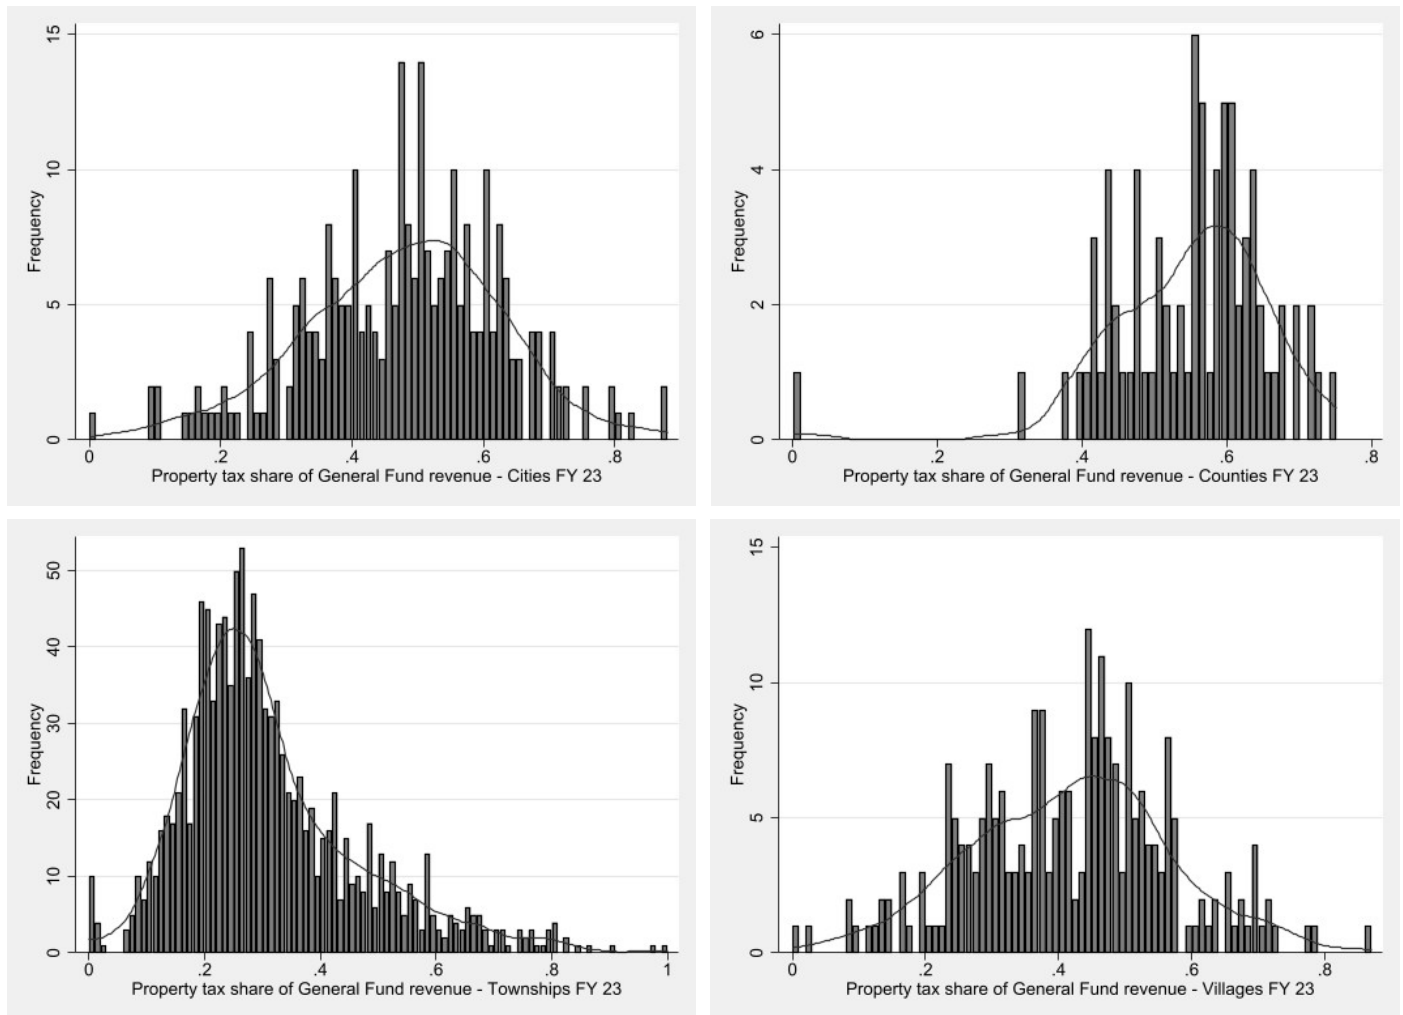 15
10
5
0
Frequency
0 .2 .4 .6 .8
Property tax share of General Fund revenue - Cities FY 23
6
4
2
0
Frequency
0 .2 .4 .6 .8
Property tax share of General Fund revenue - Counties FY 23
50
40
30
20
10
0
Frequency
0 .2 .4 .6 .8 1
Property tax share of General Fund revenue - Townships FY 23
15
10
5
0
Frequency
0 .2 .4 .6 .8
Property tax share of General Fund revenue - Villages FY 23